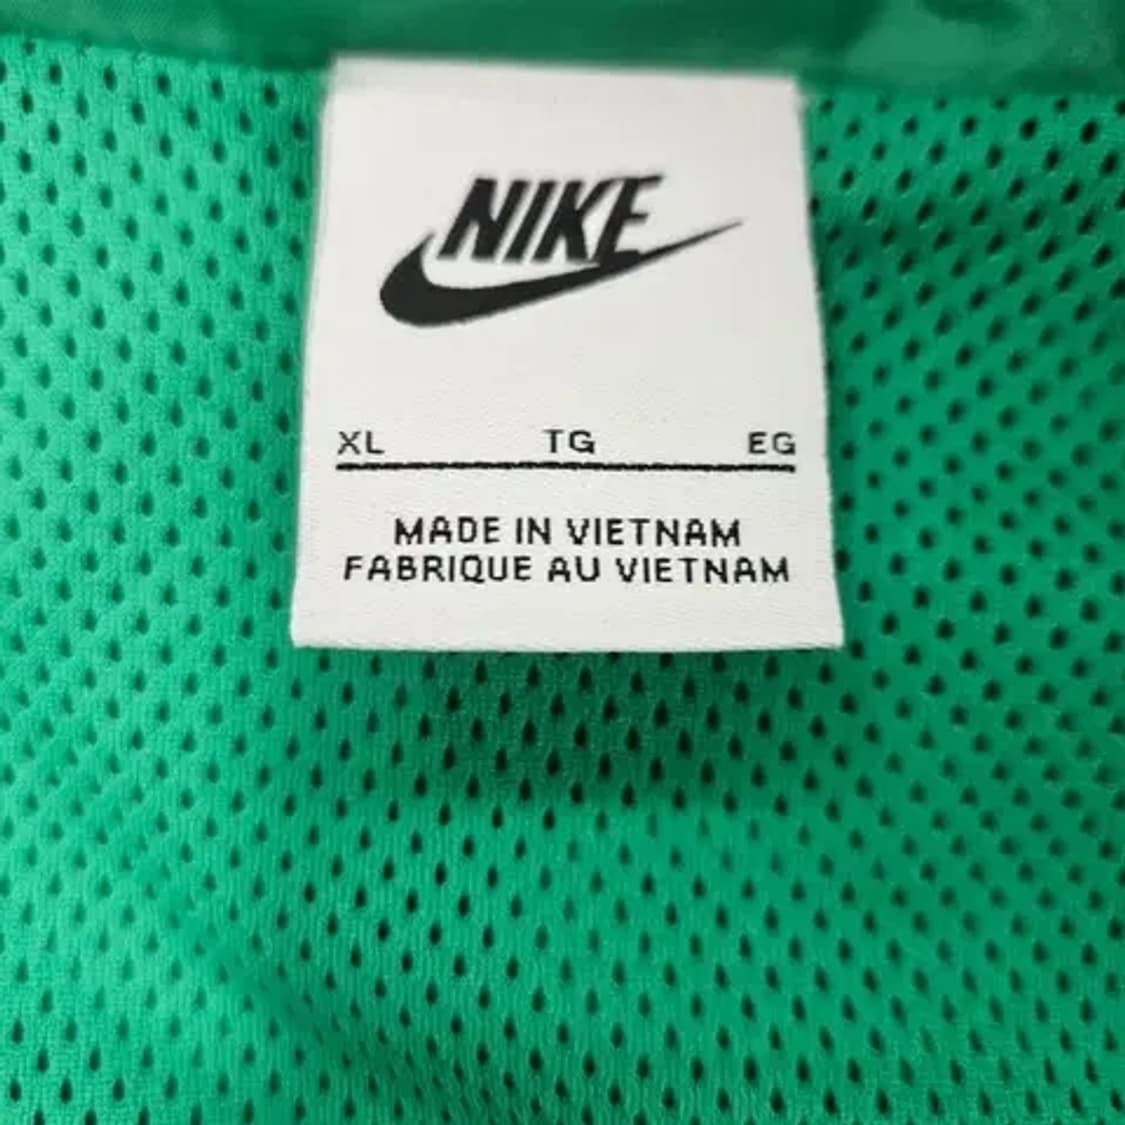 NIKE
XL TG EG
MADE IN VIETNAM
FABRIQUE AU VIETNAM